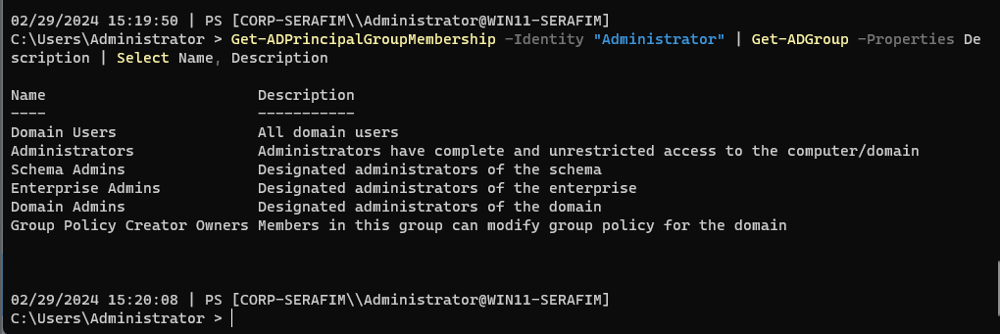 02/29/2024 15:19:50 | PS [CORP-SERAFIM\\Administrator@WIN11-SERAFIM]
C:\Users\Administrator > Get-ADPrincipalGroupMembership -Identity "Administrator" | Get-ADGroup -Properties De
scription | Select Name, Description
Name                         Description
----                         -----------
Domain Users                 All domain users
Administrators               Administrators have complete and unrestricted access to the computer/domain
Schema Admins                Designated administrators of the schema
Enterprise Admins            Designated administrators of the enterprise
Domain Admins                Designated administrators of the domain
Group Policy Creator Owners Members in this group can modify group policy for the domain
02/29/2024 15:20:08 | PS [CORP-SERAFIM\\Administrator@WIN11-SERAFIM]
C:\Users\Administrator >